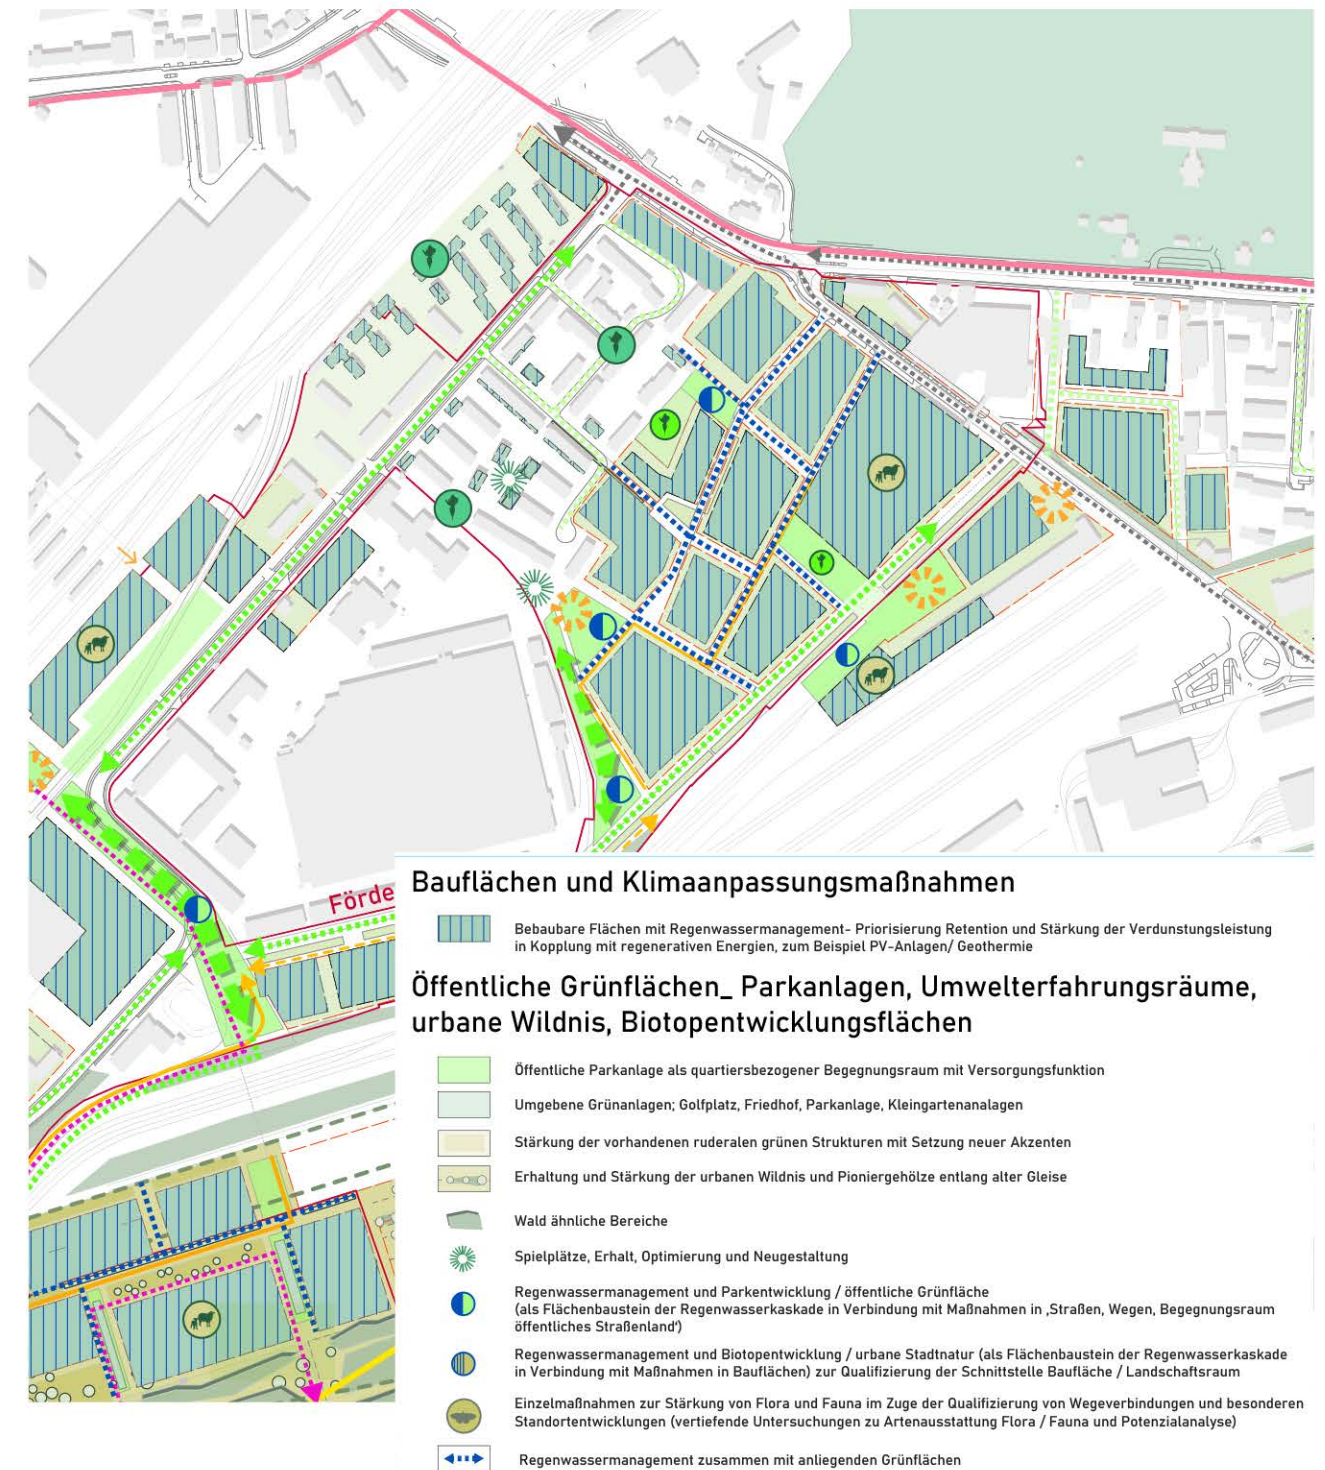 Förde
Bauflächen und Klimaanpassungsmaßnahmen
Bebaubare Flächen mit Regenwassermanagement- Priorisierung Retention und Stärkung der Verdunstungsleistung
in Kopplung mit regenerativen Energien, zum Beispiel PV-Anlagen/ Geothermie
Öffentliche Grünflächen_ Parkanlagen, Umwelterfahrungsräume,
urbane Wildnis, Biotopentwicklungsflächen
Öffentliche Parkanlage als quartiersbezogener Begegnungsraum mit Versorgungsfunktion
Umgebene Grünanlagen; Golfplatz, Friedhof, Parkanlage, Kleingartenanalagen
Stärkung der vorhandenen ruderalen grünen Strukturen mit Setzung neuer Akzenten
Erhaltung und Stärkung der urbanen Wildnis und Pioniergehölze entlang alter Gleise
Wald ähnliche Bereiche
Spielplätze, Erhalt, Optimierung und Neugestaltung
Regenwassermanagement und Parkentwicklung / öffentliche Grünfläche
(als Flächenbaustein der Regenwasserkaskade in Verbindung mit Maßnahmen in ‚Straßen, Wegen, Begegnungsraum
öffentliches Straßenland')
Regenwassermanagement und Biotopentwicklung / urbane Stadtnatur (als Flächenbaustein der Regenwasserkaskade
in Verbindung mit Maßnahmen in Bauflächen) zur Qualifizierung der Schnittstelle Baufläche / Landschaftsraum
Einzelmaßnahmen zur Stärkung von Flora und Fauna im Zuge der Qualifizierung von Wegeverbindungen und besonderen
Standortentwicklungen (vertiefende Untersuchungen zu Artenausstattung Flora / Fauna und Potenzialanalyse)
Regenwassermanagement zusammen mit anliegenden Grünflächen